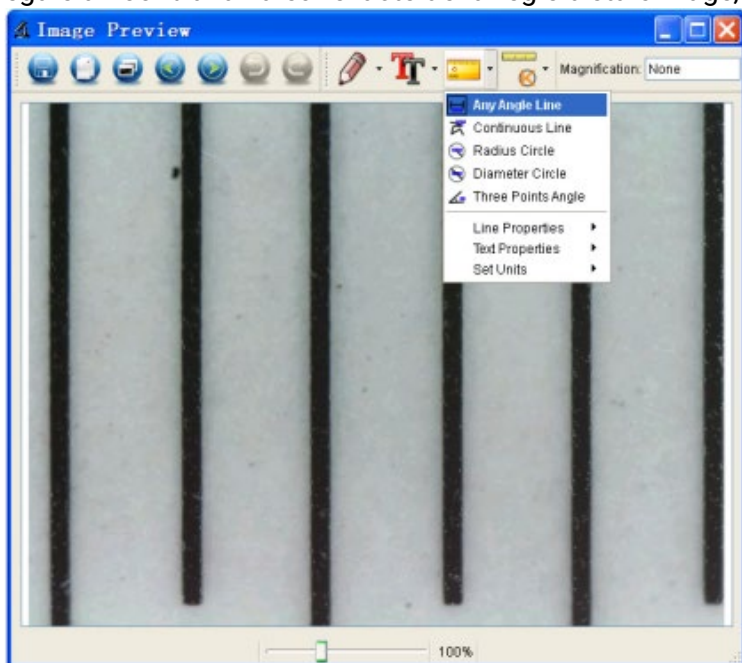 Image Preview
TT
Magnification: None
Any Angle Line
Continuous Line
Radius Circle
Diameter Circle
Three Points Angle
Line Properties
Text Properties
Set Units
100%